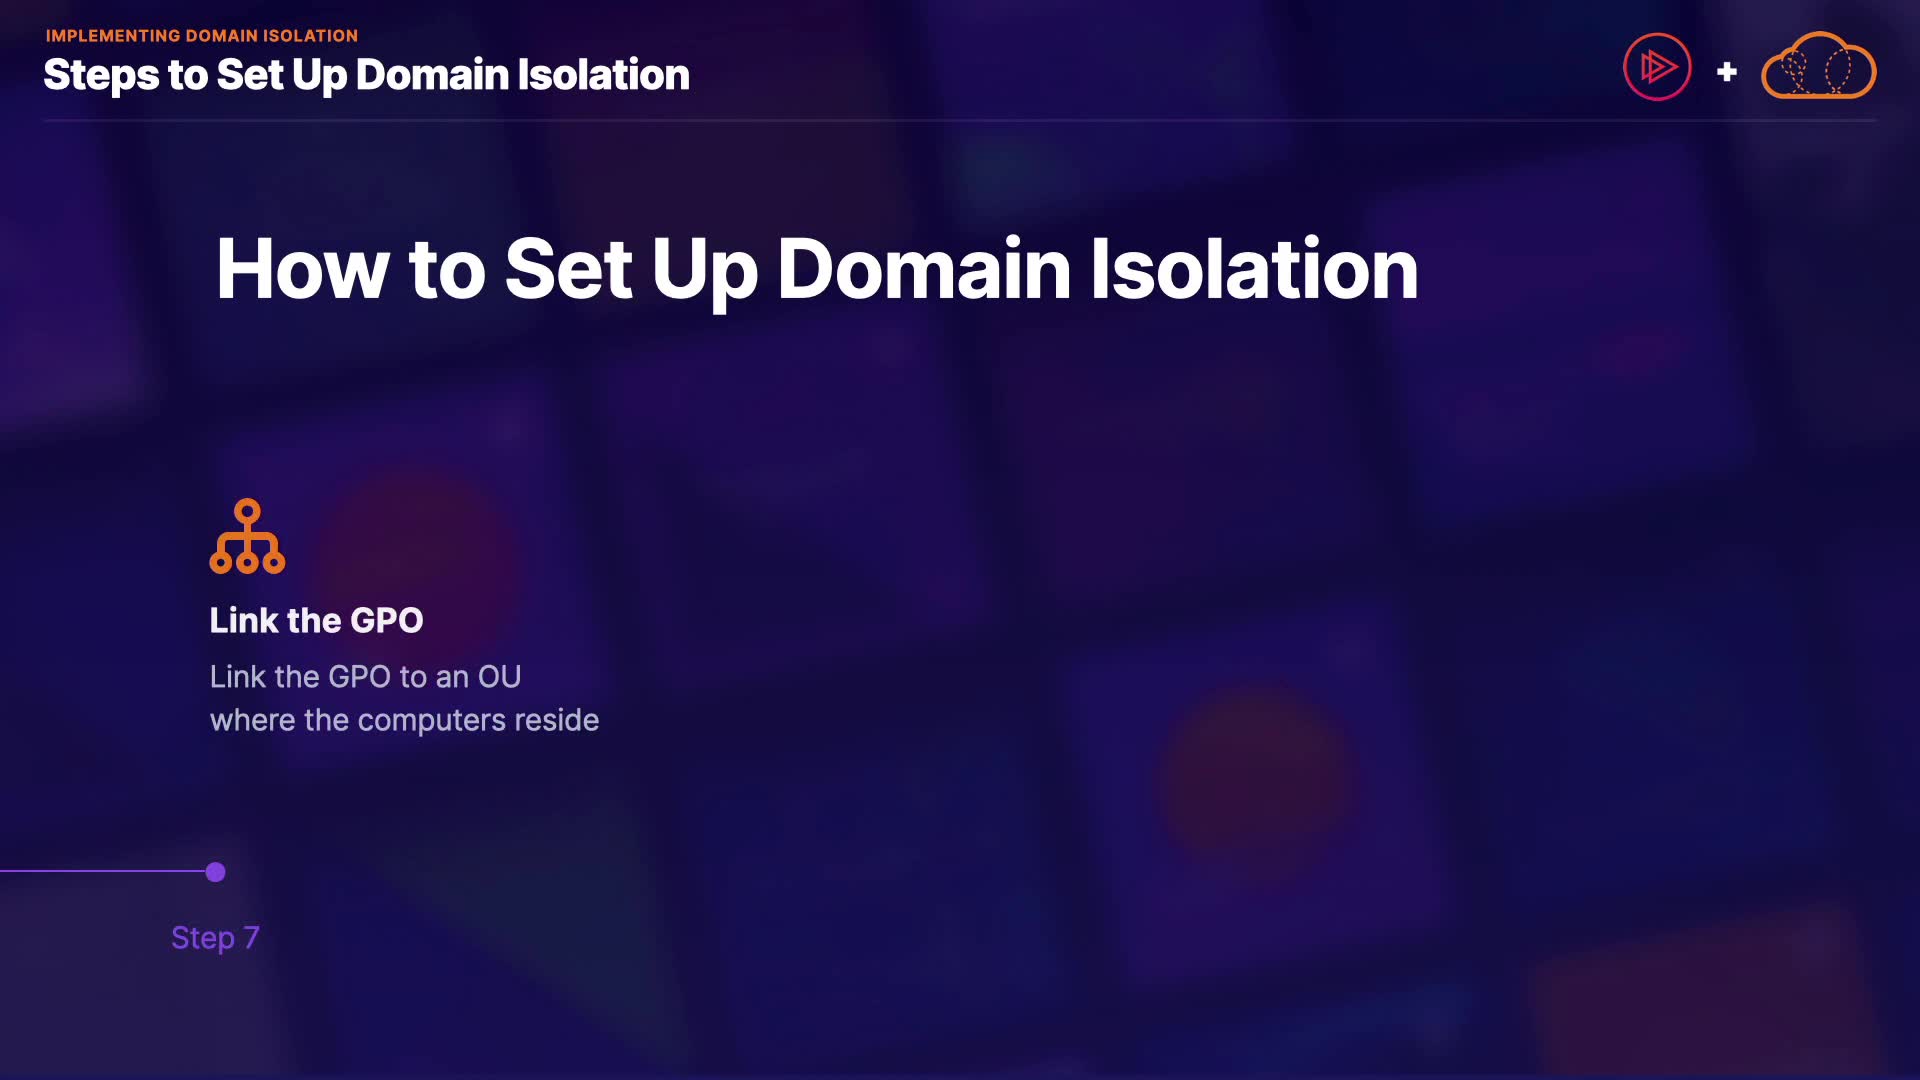 IMPLEMENTING DOMAIN ISOLATION
Steps to Set Up Domain Isolation
How to Set Up Domain Isolation
Link the GPO
Link the GPO to an OU
where the computers reside
Step 7